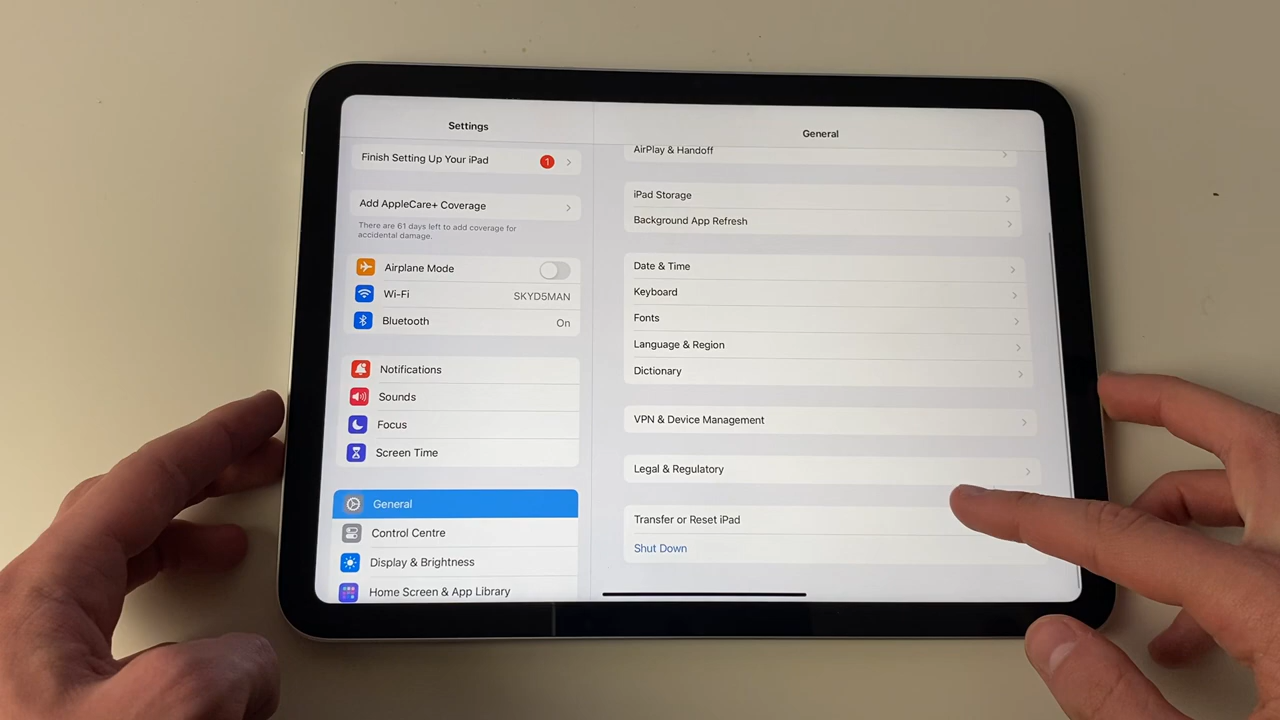 Settings
Finish Setting Up Your iPad 1
Add AppleCare+ Coverage
There are 61 days left to add coverage for
accidental damage.
Airplane Mode
Wi-Fi SKYD5MAN
Bluetooth On
Notifications
Sounds
Focus
Screen Time
General
Control Centre
Display & Brightness
Home Screen & App Library
General
AirPlay & Handoff
iPad Storage
Background App Refresh
Date & Time
Keyboard
Fonts
Language & Region
Dictionary
VPN & Device Management
Legal & Regulatory
Transfer or Reset iPad
Shut Down